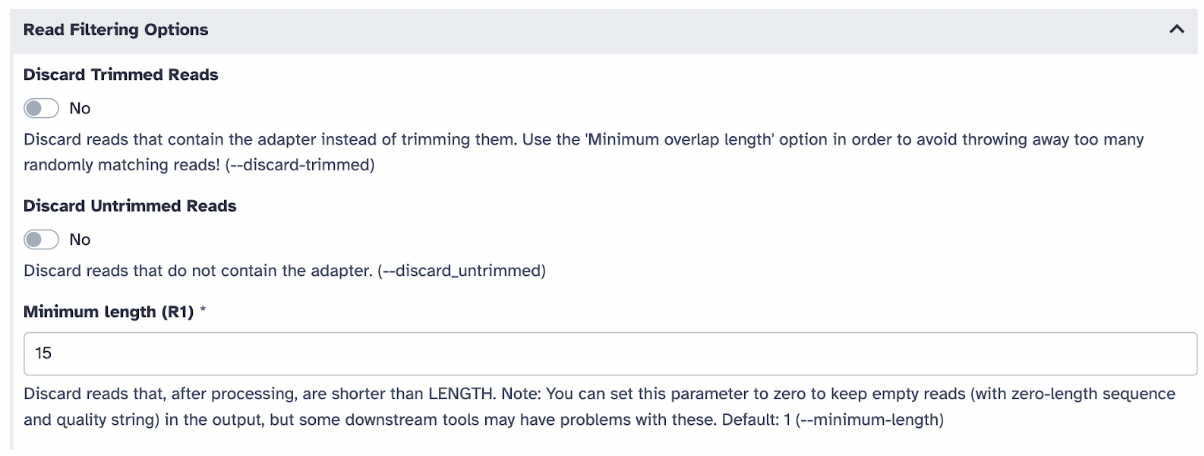 Read Filtering Options
Discard Trimmed Reads
No
Discard reads that contain the adapter instead of trimming them. Use the 'Minimum overlap length' option in order to avoid throwing away too many
randomly matching reads! (--discard-trimmed)
Discard Untrimmed Reads
No
Discard reads that do not contain the adapter. (--discard_untrimmed)
Minimum length (R1) *
15
Discard reads that, after processing, are shorter than LENGTH. Note: You can set this parameter to zero to keep empty reads (with zero-length sequence
and quality string) in the output, but some downstream tools may have problems with these. Default: 1 (--minimum-length)